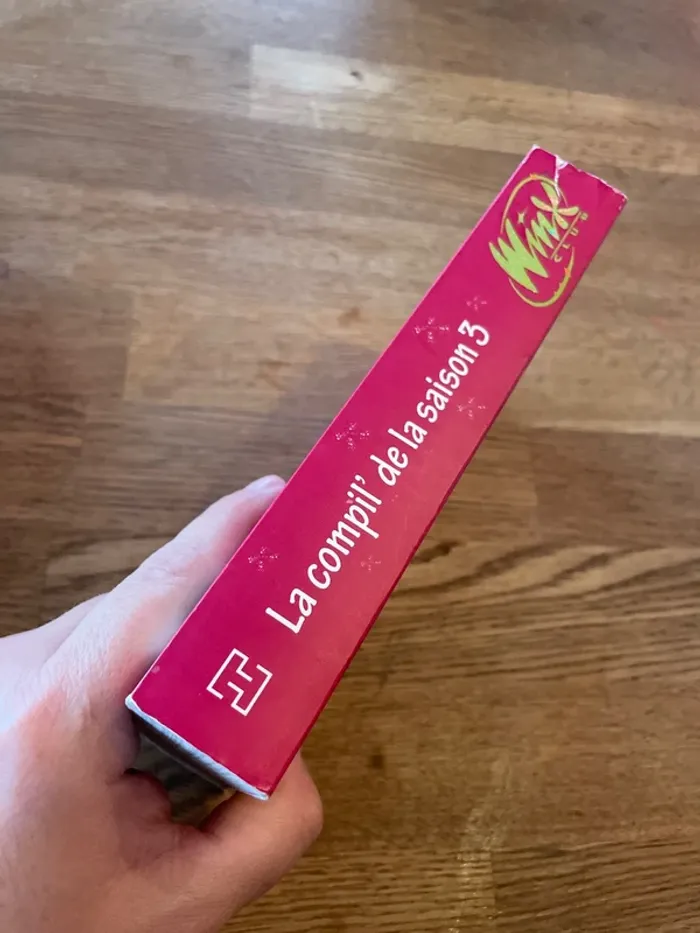 La compil' de la saison 3
Winx
CLUB